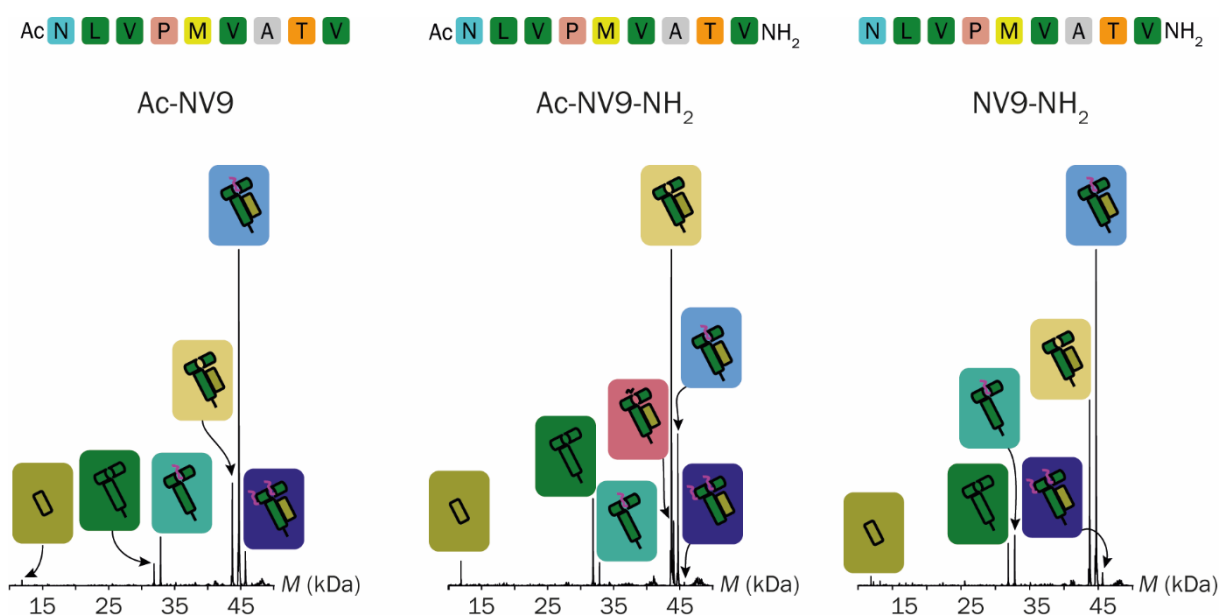 Ac N L V P M V A T V
Ac N L V P M V A T V NH₂
N L V P M V A T V NH₂
Ac-NV9
Ac-NV9-NH₂
NV9-NH₂
M (kDa)
M (kDa)
M (kDa)
15 25 35 45
15 25 35 45
15 25 35 45